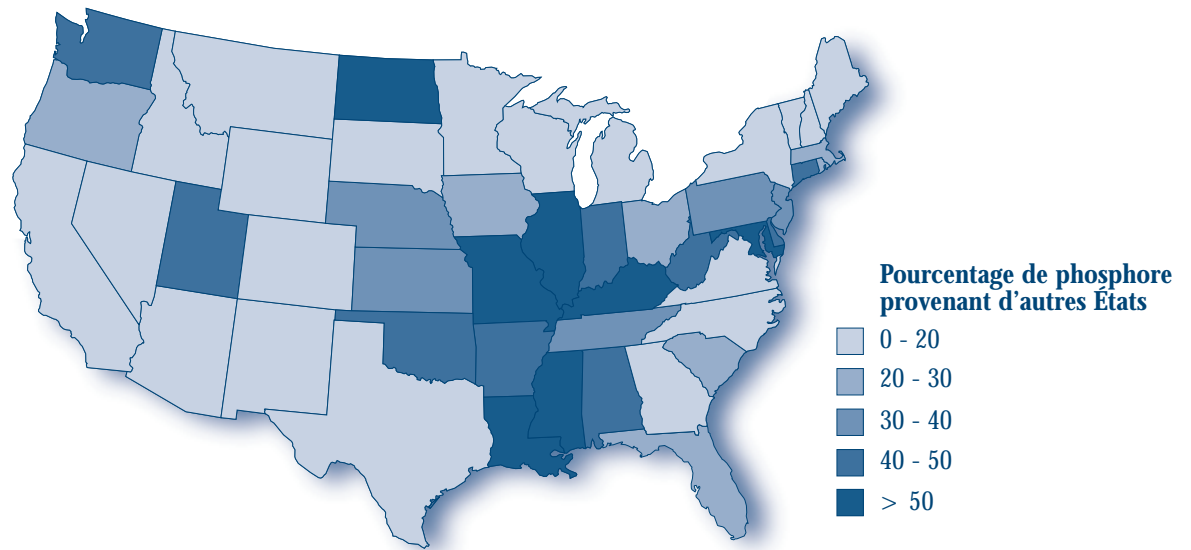 Pourcentage de phosphore
provenant d'autres États
0 - 20
20 - 30
30 - 40
40 - 50
> 50